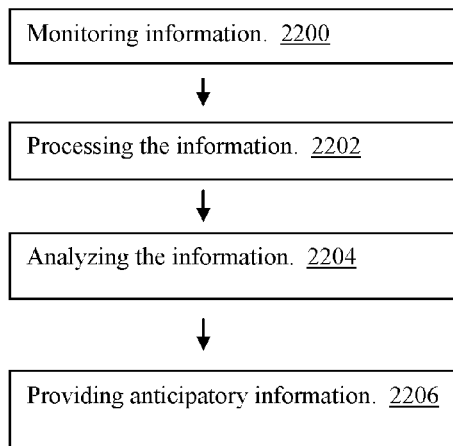 Monitoring information. 2200
Processing the information. 2202
Analyzing the information. 2204
Providing anticipatory information. 2206